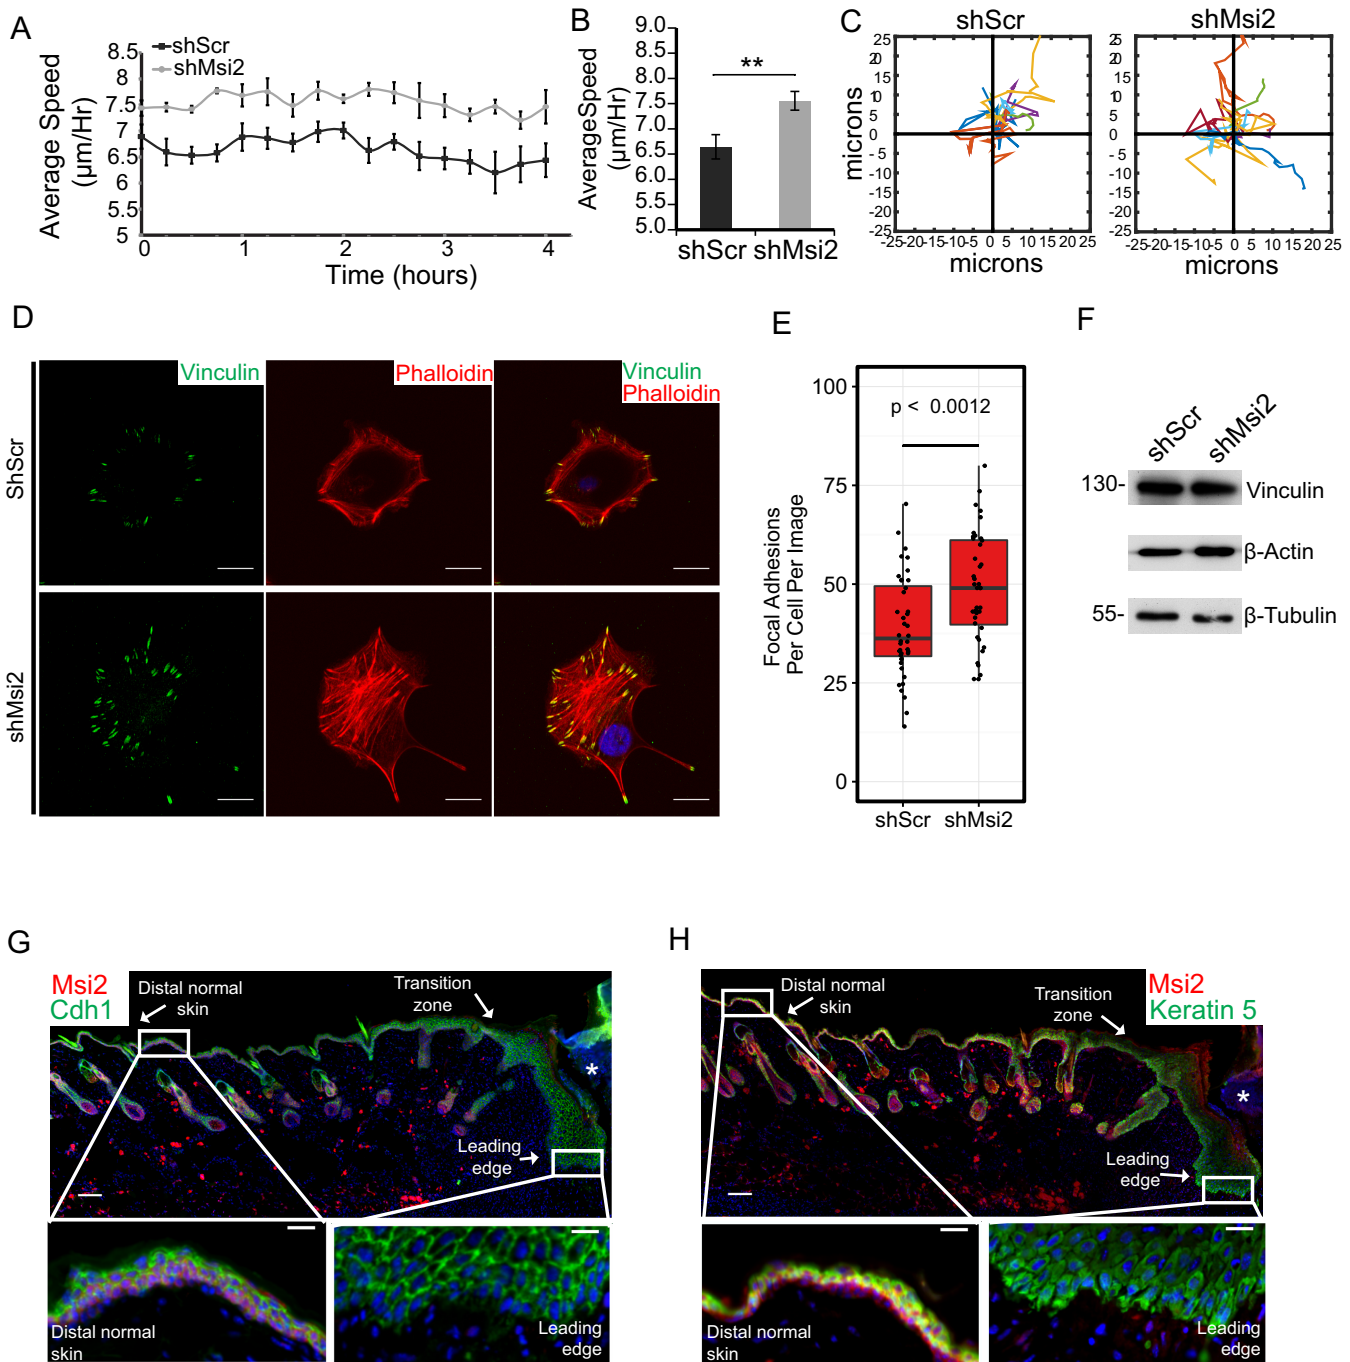 A
shScr
shMsi2
Average Speed
(μm/Hr)
8.5
8
7.5
7
6.5
6
5.5
5
0
1
2
3
4
Time (hours)
B
AverageSpeed
(μm/Hr)
9.0
8.5
8.0
7.5
7.0
6.5
6.0
5.5
5.0
**
shScr shMsi2
C
shScr
shMsi2
microns
25
20
15
10
5
0
-5
-10
-15
-20
-25
-25-20-15-10-5 0 5 10 15 20 25
microns
25
20
15
10
5
0
-5
-10
-15
-20
-25
-25-20-15-10-5 0 5 10 15 20 25
microns
D
Vinculin
Phalloidin
Vinculin
Phalloidin
ShScr
shMsi2
E
Focal Adhesions
Per Cell Per Image
100
75
50
25
0
p < 0.0012
shScr shMsi2
F
shScr
shMsi2
130- Vinculin
β-Actin
55- β-Tubulin
G
Msi2
Cdh1
Distal normal
skin
Transition
zone
*
Leading
edge
Distal normal
skin
Leading
edge
H
Msi2
Keratin 5
Distal normal
skin
Transition
zone
*
Leading
edge
Distal normal
skin
Leading
edge